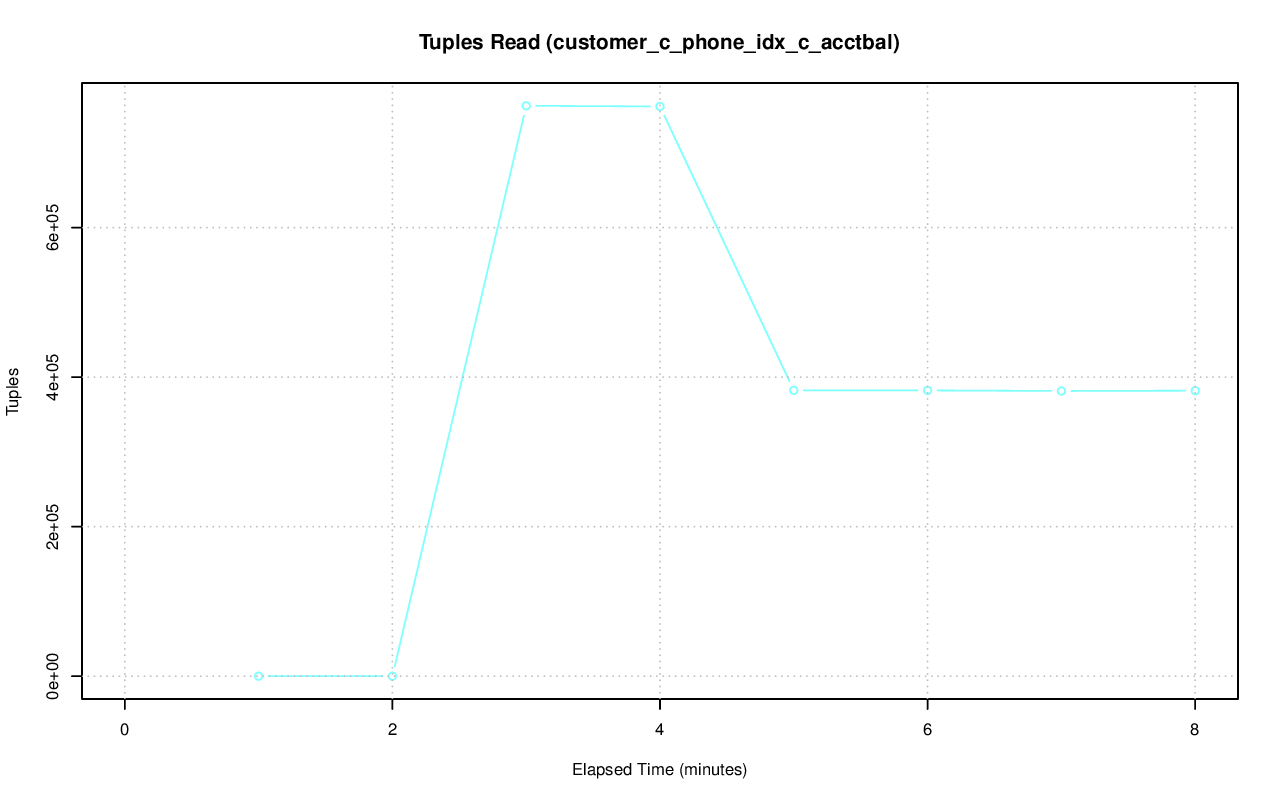 Tuples Read (customer_c_phone_idx_c_acctbal)
Tuples
6e+05
4e+05
2e+05
0e+00
0 2 4 6 8
Elapsed Time (minutes)